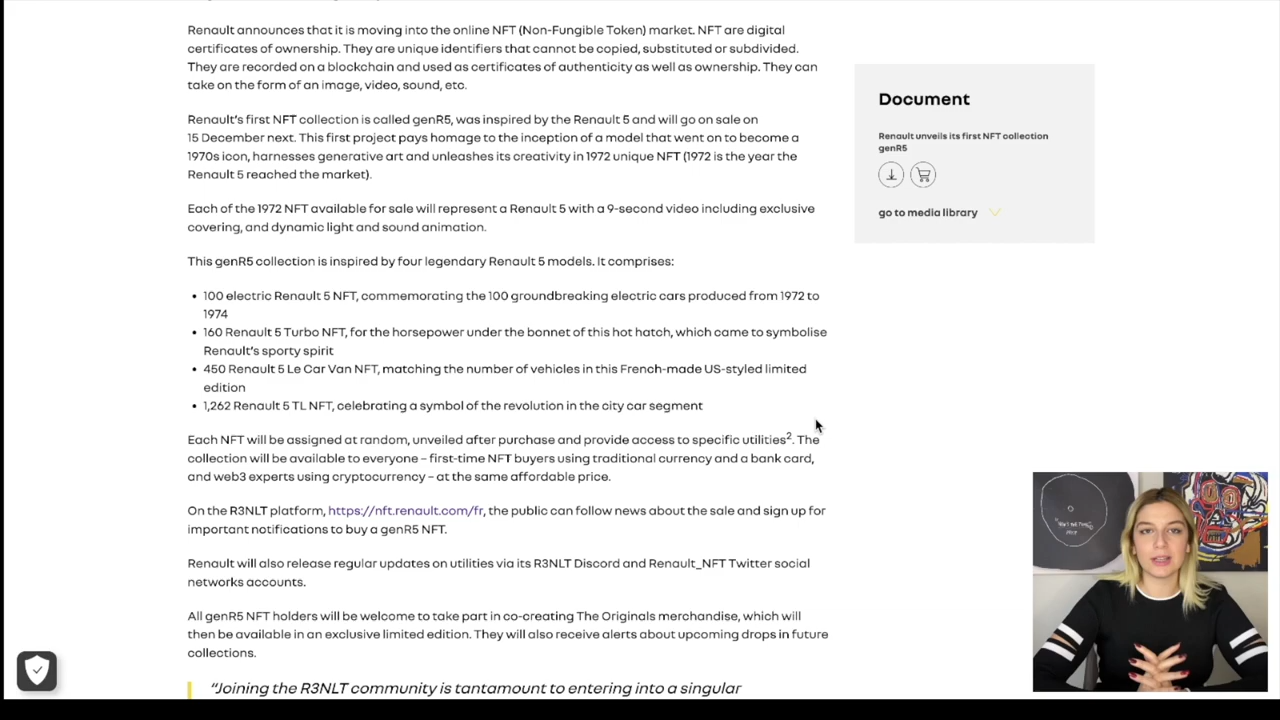 Renault announces that it is moving into the online NFT (Non-Fungible Token) market. NFT are digital
certificates of ownership. They are unique identifiers that cannot be copied, substituted or subdivided.
They are recorded on a blockchain and used as certificates of authenticity as well as ownership. They can
take on the form of an image, video, sound, etc.
Renault's first NFT collection is called genR5, was inspired by the Renault 5 and will go on sale on
15 December next. This first project pays homage to the inception of a model that went on to become a
1970s icon, harnesses generative art and unleashes its creativity in 1972 unique NFT (1972 is the year the
Renault 5 reached the market).
Each of the 1972 NFT available for sale will represent a Renault 5 with a 9-second video including exclusive
covering, and dynamic light and sound animation.
This genR5 collection is inspired by four legendary Renault 5 models. It comprises:
• 100 electric Renault 5 NFT, commemorating the 100 groundbreaking electric cars produced from 1972 to
1974
• 160 Renault 5 Turbo NFT, for the horsepower under the bonnet of this hot hatch, which came to symbolise
Renault's sporty spirit
• 450 Renault 5 Le Car Van NFT, matching the number of vehicles in this French-made US-styled limited
edition
• 1,262 Renault 5 TL NFT, celebrating a symbol of the revolution in the city car segment
Each NFT will be assigned at random, unveiled after purchase and provide access to specific utilities². The
collection will be available to everyone – first-time NFT buyers using traditional currency and a bank card,
and web3 experts using cryptocurrency – at the same affordable price.
On the R3NLT platform, https://nft.renault.com/fr, the public can follow news about the sale and sign up for
important notifications to buy a genR5 NFT.
Renault will also release regular updates on utilities via its R3NLT Discord and Renault_NFT Twitter social
networks accounts.
All genR5 NFT holders will be welcome to take part in co-creating The Originals merchandise, which will
then be available in an exclusive limited edition. They will also receive alerts about upcoming drops in future
collections.
“Joining the R3NLT community is tantamount to entering into a singular
Document
Renault unveils its first NFT collection
genR5
go to media library